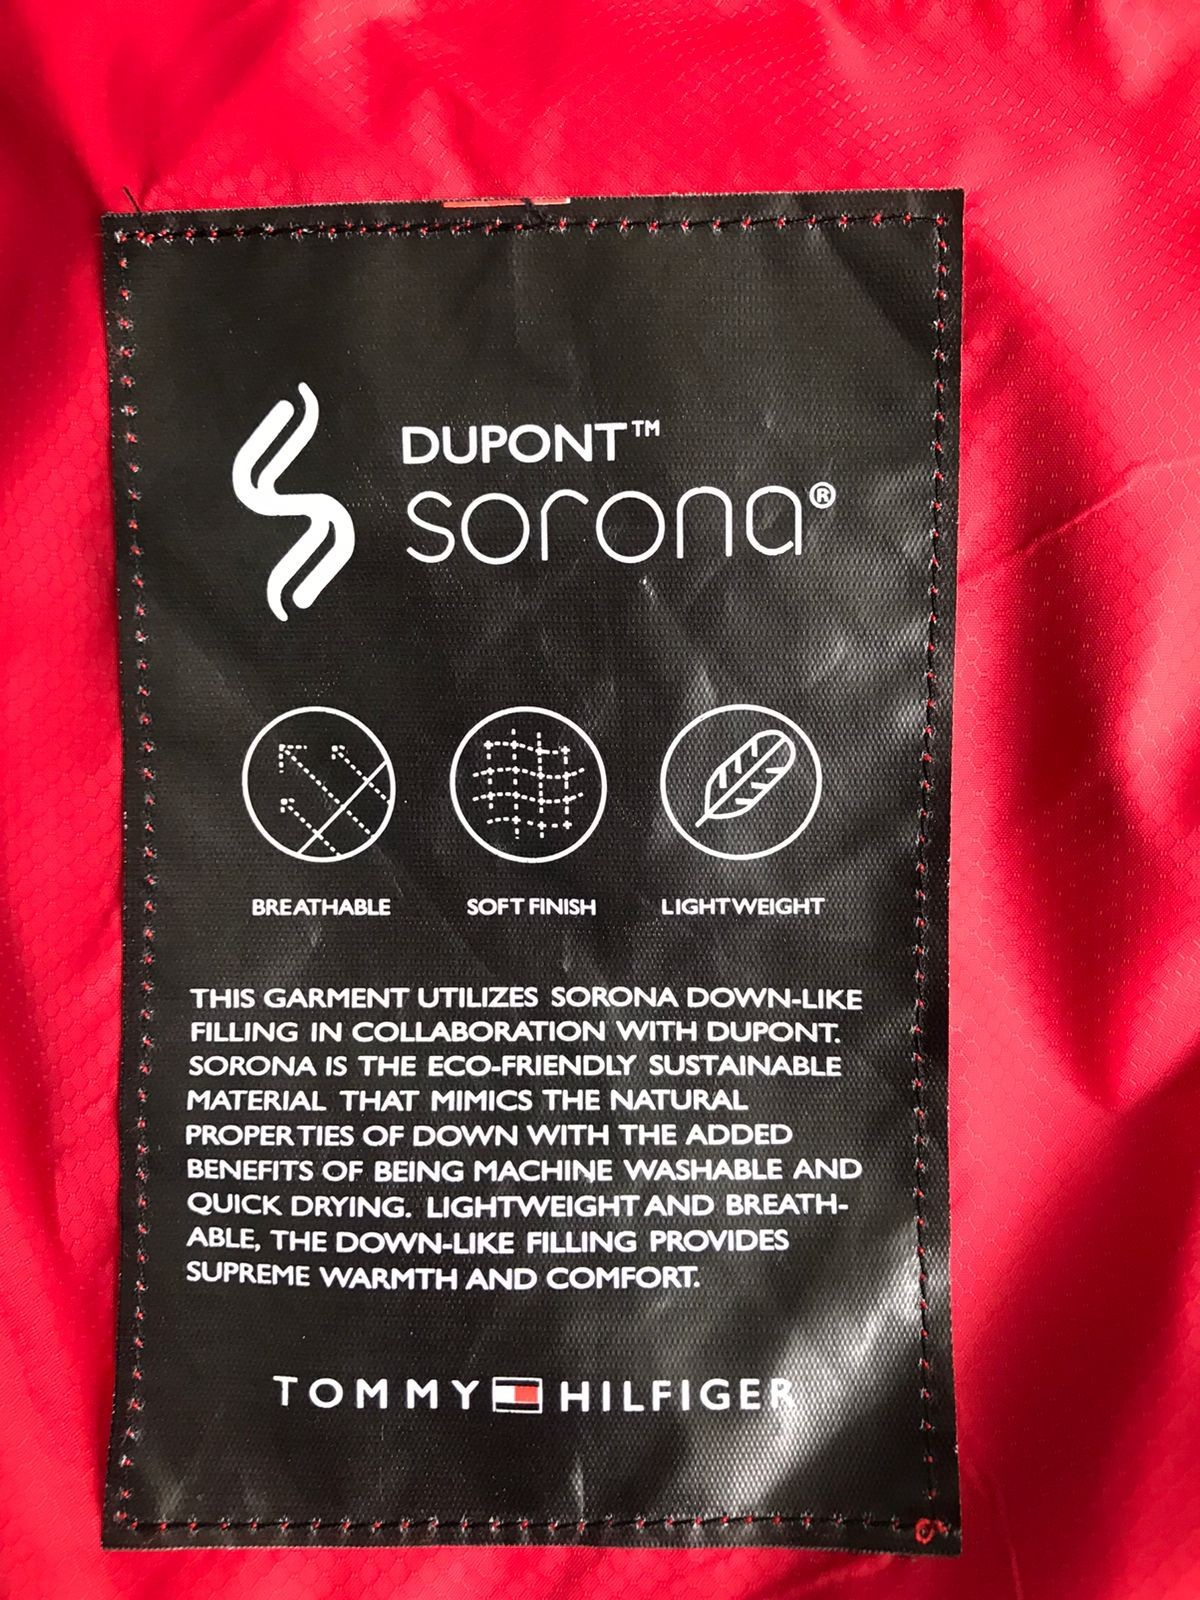 DUPONT™
sorona®
BREATHABLE SOFT FINISH LIGHTWEIGHT
THIS GARMENT UTILIZES SORONA DOWN-LIKE
FILLING IN COLLABORATION WITH DUPONT.
SORONA IS THE ECO-FRIENDLY SUSTAINABLE
MATERIAL THAT MIMICS THE NATURAL
PROPERTIES OF DOWN WITH THE ADDED
BENEFITS OF BEING MACHINE WASHABLE AND
QUICK DRYING. LIGHTWEIGHT AND BREATH-
ABLE, THE DOWN-LIKE FILLING PROVIDES
SUPREME WARMTH AND COMFORT.
TOMMY HILFIGER